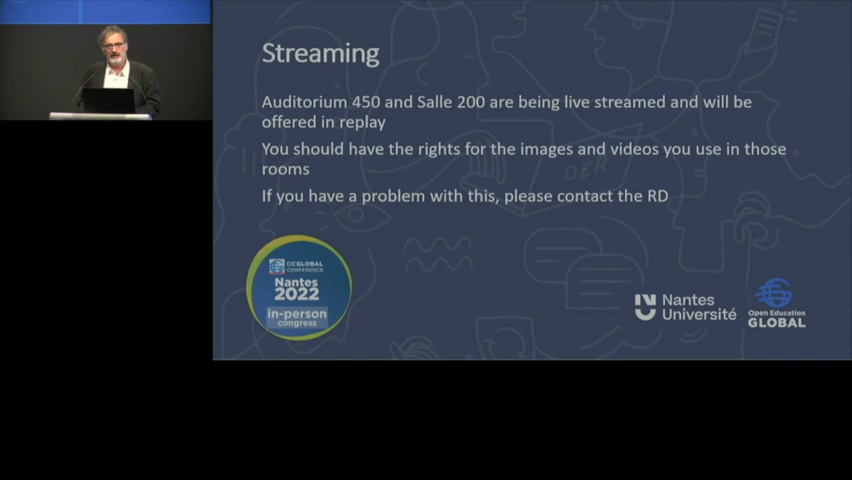 Streaming
Auditorium 450 and Salle 200 are being live streamed and will be
offered in replay
You should have the rights for the images and videos you use in those
rooms
If you have a problem with this, please contact the RD
OEGLOBAL
CONFERENCE
Nantes
2022
in-person
congress
Nantes
Université
Open Education
GLOBAL
OER